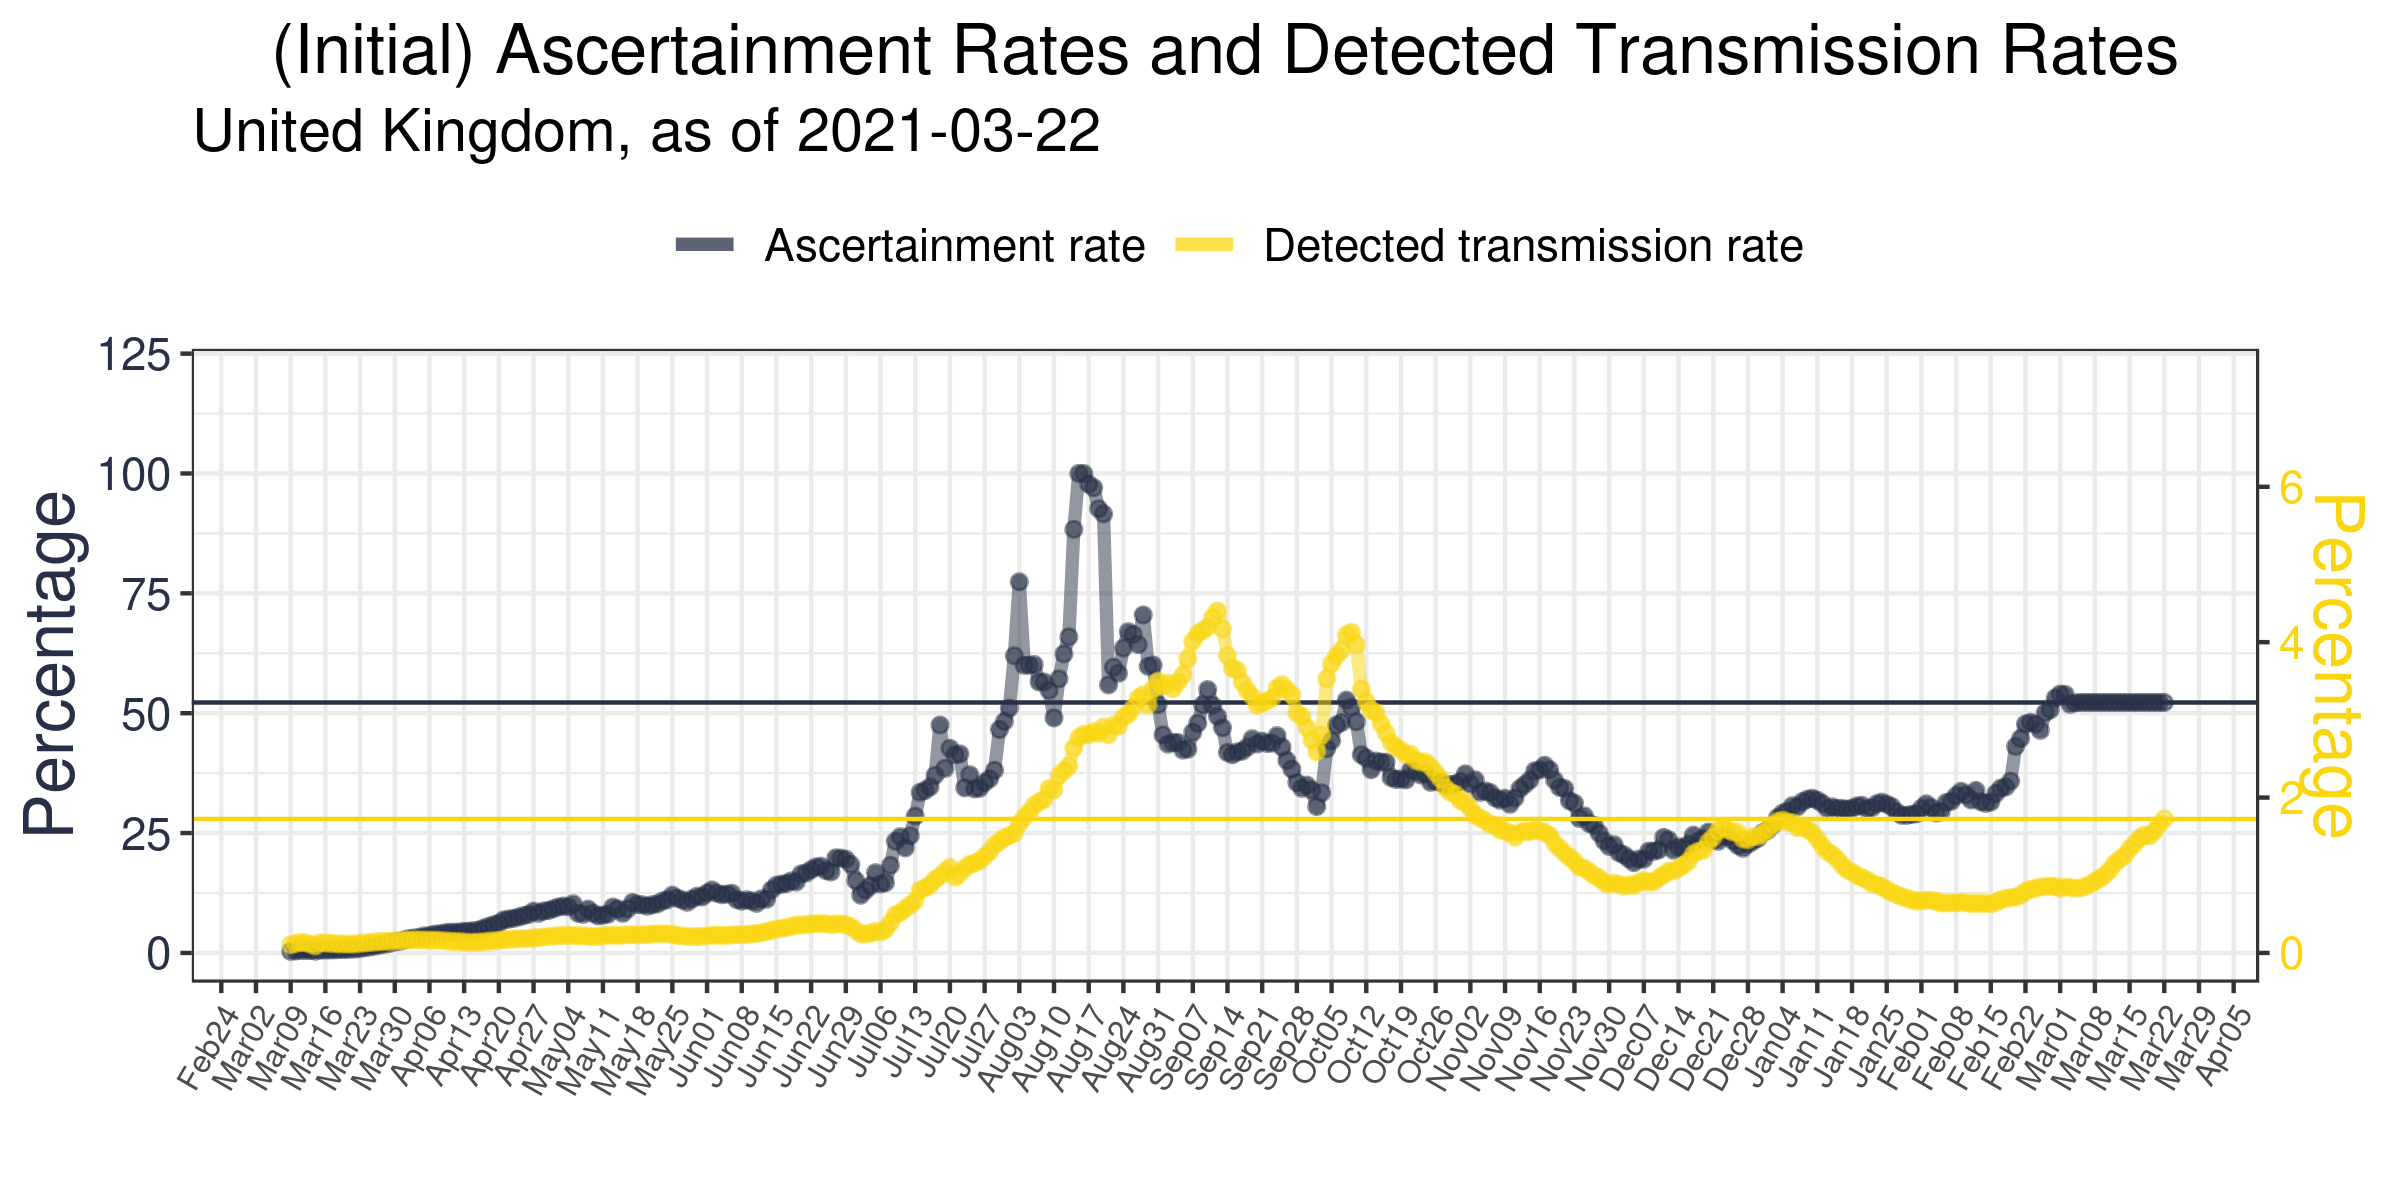 (Initial) Ascertainment Rates and Detected Transmission Rates
United Kingdom, as of 2021-03-22
Ascertainment rate
Detected transmission rate
Percentage
125
100
75
50
25
0
6
4
2
0
Percentage
Feb24
Mar02
Mar09
Mar16
Mar23
Mar30
Apr06
Apr13
Apr20
Apr27
May04
May11
May18
May25
Jun01
Jun08
Jun15
Jun22
Jun29
Jul06
Jul13
Jul20
Jul27
Aug03
Aug10
Aug17
Aug24
Aug31
Sep07
Sep14
Sep21
Sep28
Oct05
Oct12
Oct19
Oct26
Nov02
Nov09
Nov16
Nov23
Nov30
Dec07
Dec14
Dec21
Dec28
Jan04
Jan11
Jan18
Jan25
Feb01
Feb08
Feb15
Feb22
Mar01
Mar08
Mar15
Mar22
Mar29
Apr05